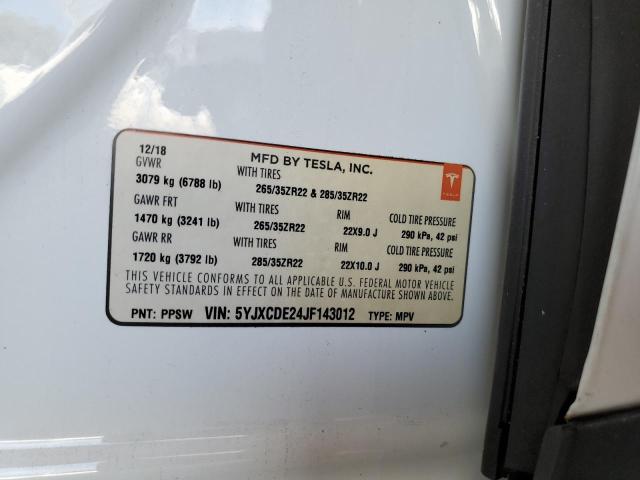 12/18 MFD BY TESLA, INC.
GVWR WITH TIRES
3079 kg (6788 lb) 265/35ZR22 & 285/35ZR22
TESLA
GAWR FRT WITH TIRES RIM COLD TIRE PRESSURE
1470 kg (3241 lb) 265/35ZR22 22X9.0 J 290 kPa, 42 psi
GAWR RR WITH TIRES RIM COLD TIRE PRESSURE
1720 kg (3792 lb) 285/35ZR22 22X10.0 J 290 kPa, 42 psi
THIS VEHICLE CONFORMS TO ALL APPLICABLE U.S. FEDERAL MOTOR VEHICLE
SAFETY STANDARDS IN EFFECT ON THE DATE OF MANUFACTURE SHOWN ABOVE.
PNT: PPSW VIN: 5YJXCDE24JF143012 TYPE: MPV